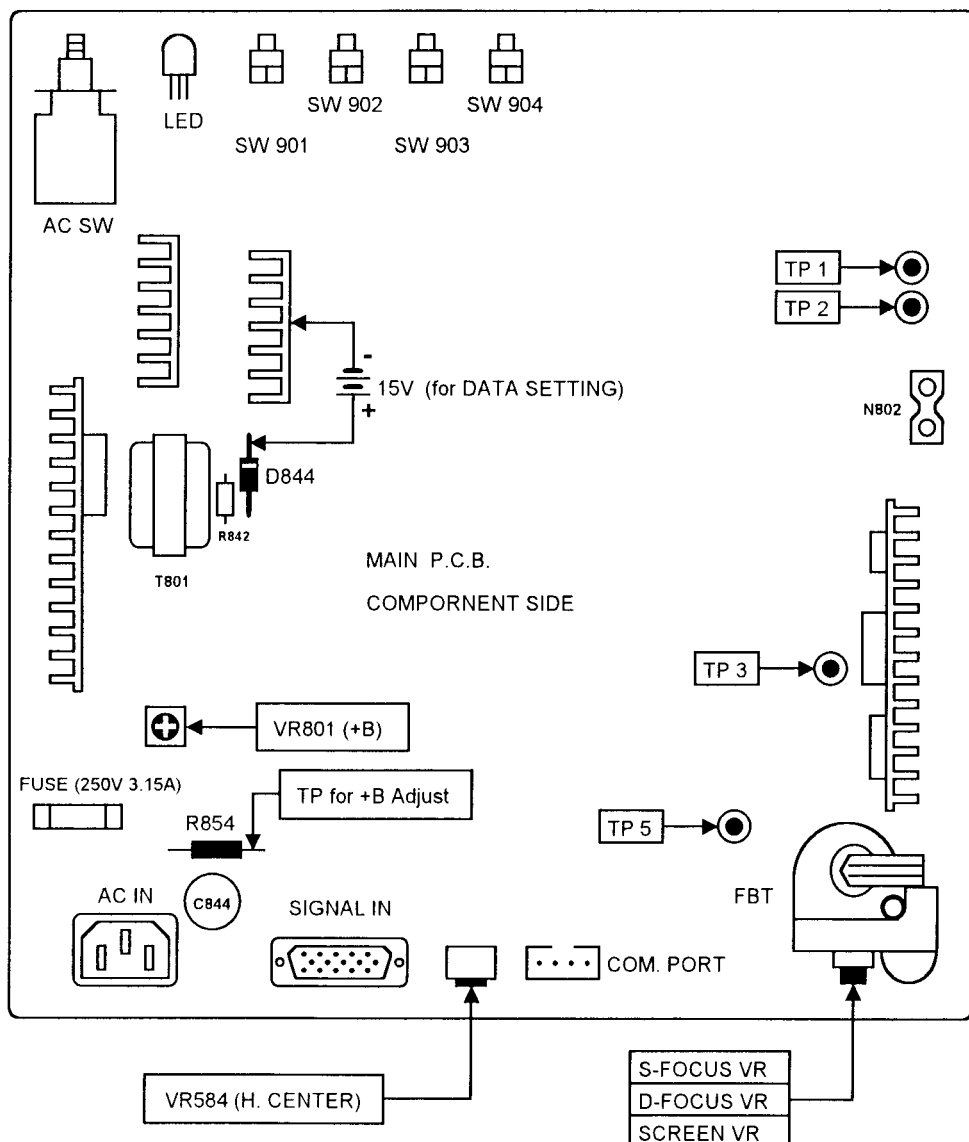 LED
SW 901
SW 902
SW 903
SW 904
AC SW
TP 1
TP 2
-
15V (for DATA SETTING)
+
N802
D844
R842
T801
MAIN P.C.B.
COMPORNENT SIDE
TP 3
VR801 (+B)
FUSE (250V 3.15A)
TP for +B Adjust
R854
TP 5
AC IN
C844
SIGNAL IN
FBT
COM. PORT
VR584 (H. CENTER)
S-FOCUS VR
D-FOCUS VR
SCREEN VR